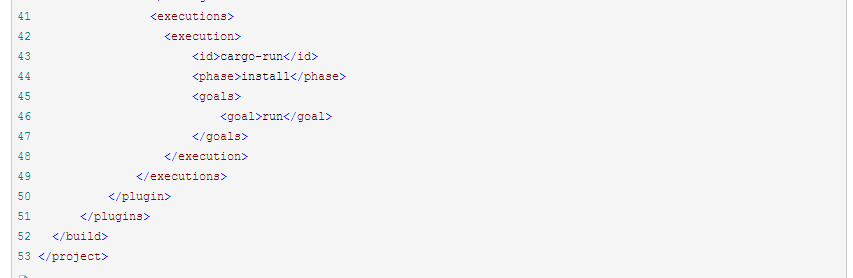 41 <executions>
42 <execution>
43 <id>cargo-run</id>
44 <phase>install</phase>
45 <goals>
46 <goal>run</goal>
47 </goals>
48 </execution>
49 </executions>
50 </plugin>
51 </plugins>
52 </build>
53 </project>